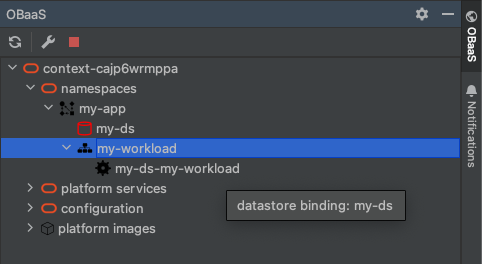 OBaaS
context-cajp6wrmppa
namespaces
my-app
my-ds
my-workload
my-ds-my-workload
platform services
configuration
platform images
datastore binding: my-ds
OBaaS
Notifications